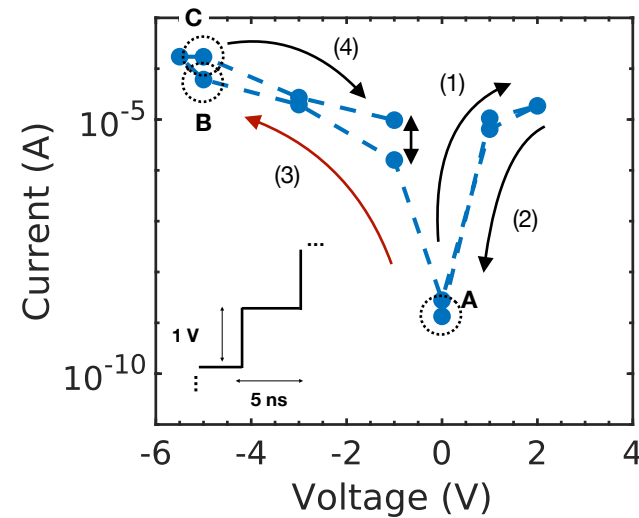 C
(4)
(1)
10⁻⁵
B
(3)
(2)
Current (A)
...
A
1 V
10⁻¹⁰
5 ns
...
-6 -4 -2 0 2 4
Voltage (V)